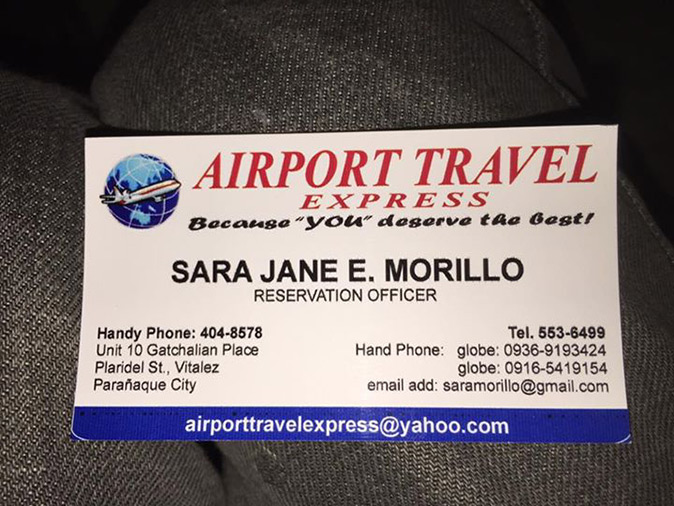 AIRPORT TRAVEL
EXPRESS
Because "YOU" deserve the best!
SARA JANE E. MORILLO
RESERVATION OFFICER
Handy Phone: 404-8578
Unit 10 Gatchalian Place
Plaridel St., Vitalez
Parañaque City
Tel. 553-6499
Hand Phone: globe: 0936-9193424
globe: 0916-5419154
email add: saramorillo@gmail.com
airporttravelexpress@yahoo.com